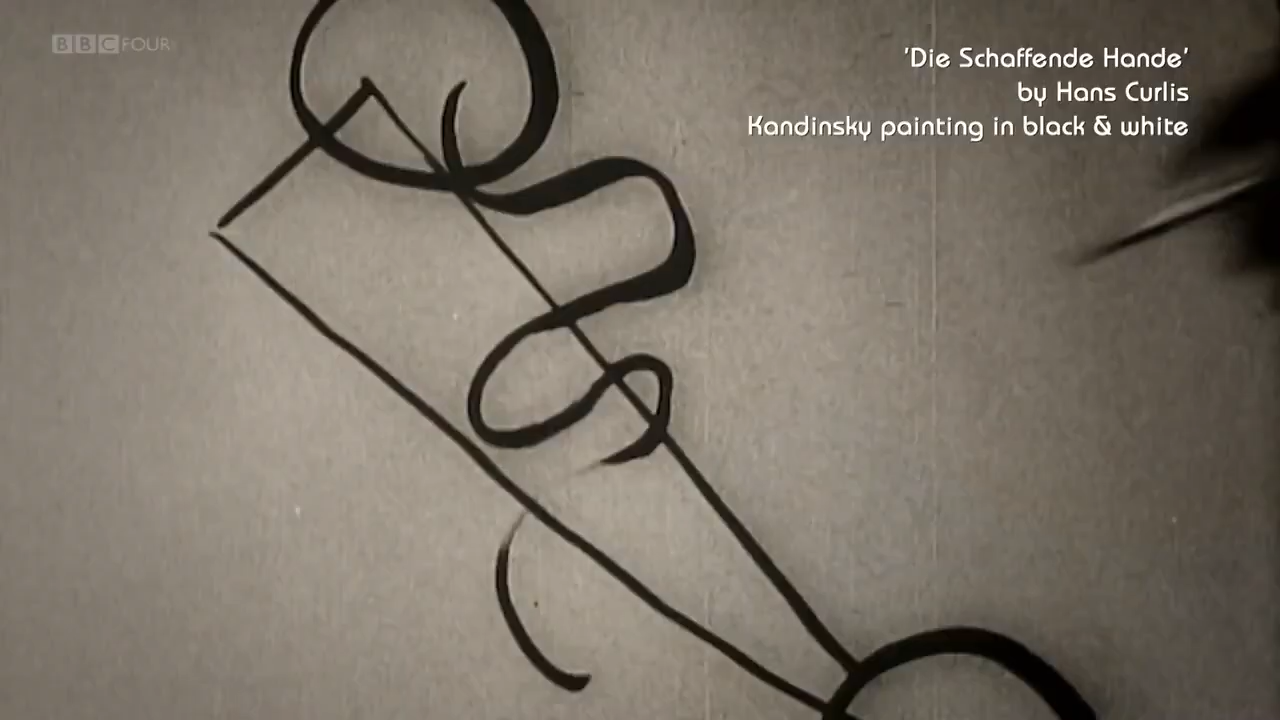 BBC FOUR
'Die Schaffende Hande'
by Hans Curlis
Kandinsky painting in black & white